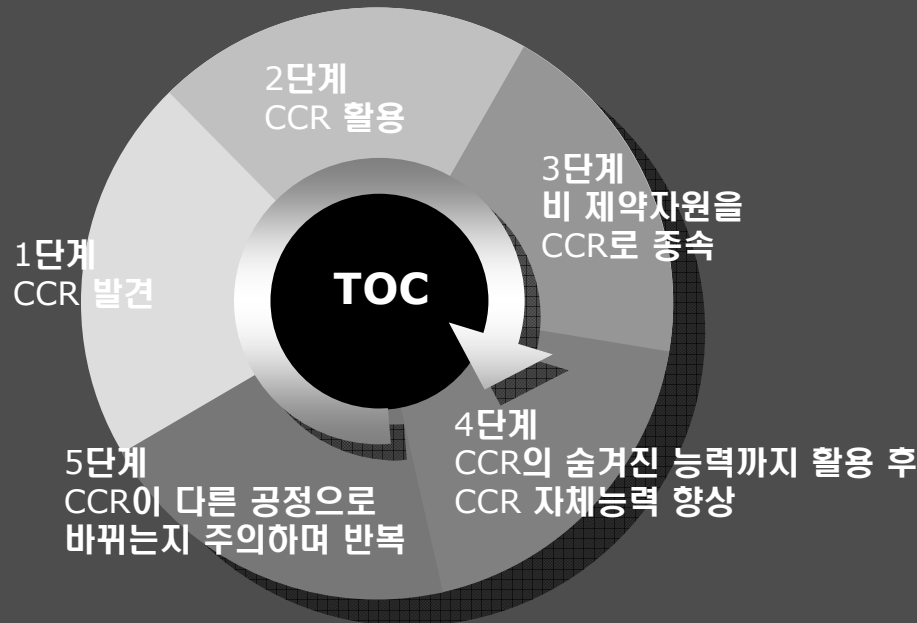 TOC
1단계
CCR 발견
2단계
CCR 활용
3단계
비 제약자원을
CCR로 종속
4단계
CCR의 숨겨진 능력까지 활용 후
CCR 자체능력 향상
5단계
CCR이 다른 공정으로
바뀌는지 주의하며 반복